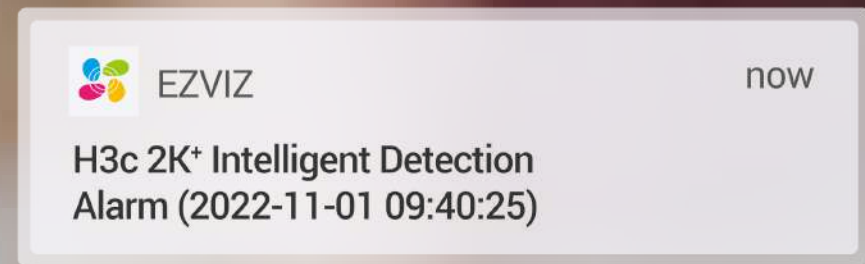 EZVIZ
now
H3c 2K⁺ Intelligent Detection
Alarm (2022-11-01 09:40:25)